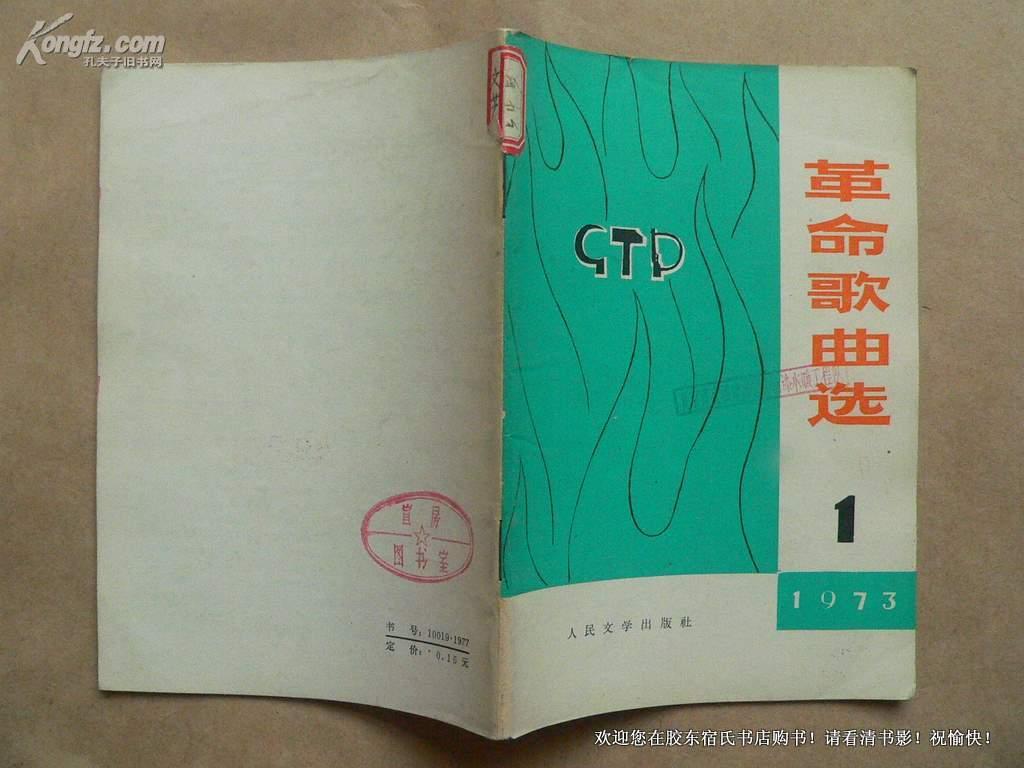 Kongfz.com
孔夫子旧书网
文艺
革命歌曲选
1
1973
人民文学出版社
书号:10019·1977
定价: 0.15元
欢迎您在胶东宿氏书店购书！请看清书影！祝愉快！